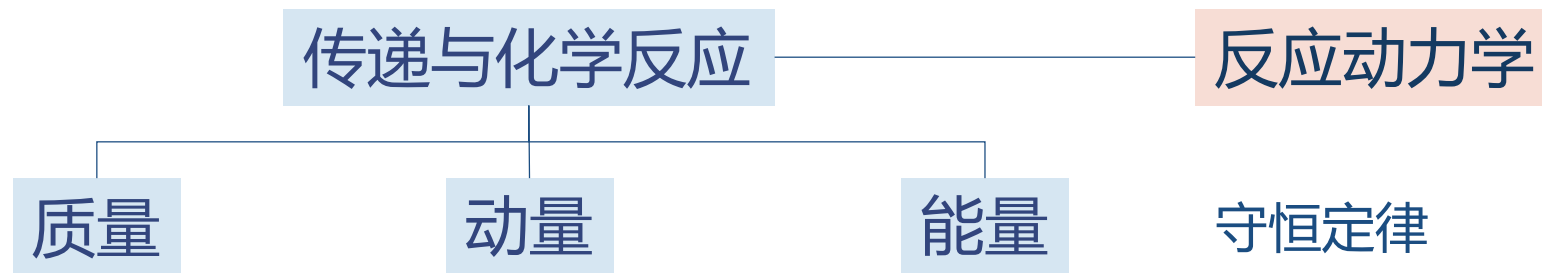 传递与化学反应
反应动力学
质量
动量
能量
守恒定律